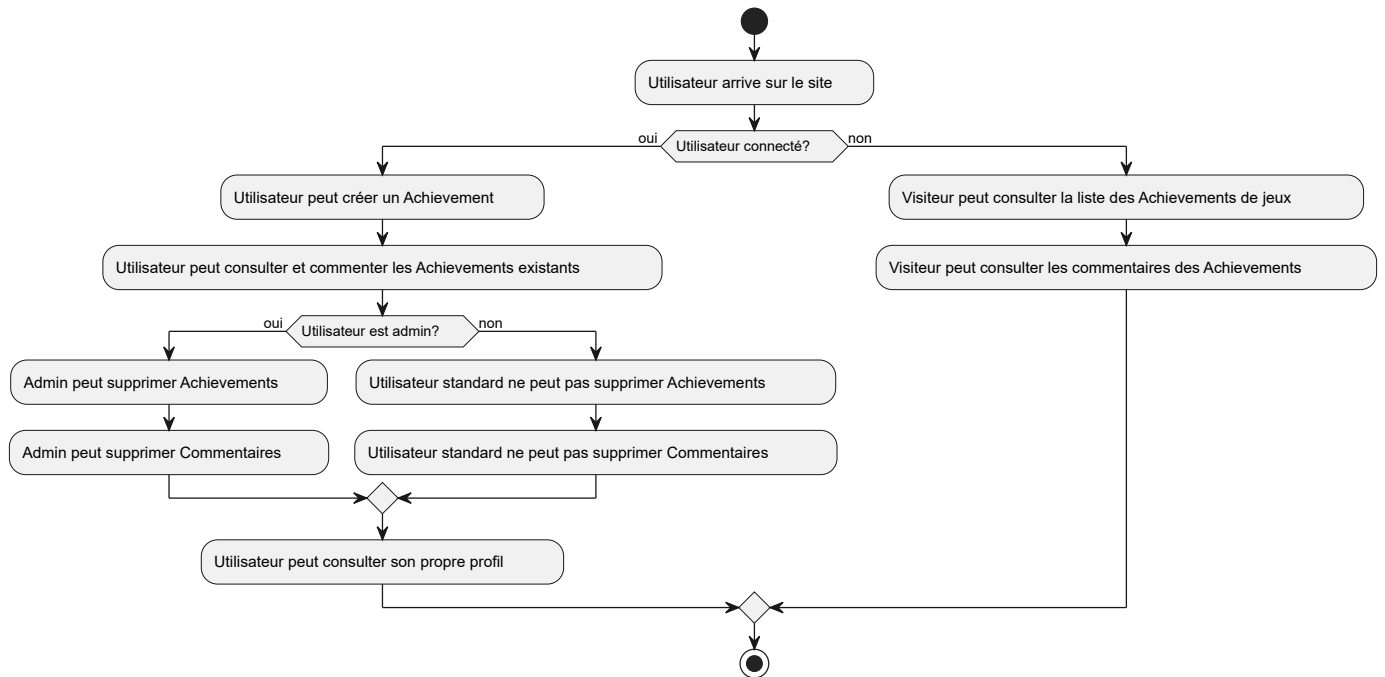 Utilisateur arrive sur le site
oui
Utilisateur connecté?
non
Utilisateur peut créer un Achievement
Visiteur peut consulter la liste des Achievements de jeux
Utilisateur peut consulter et commenter les Achievements existants
Visiteur peut consulter les commentaires des Achievements
oui
Utilisateur est admin?
non
Admin peut supprimer Achievements
Utilisateur standard ne peut pas supprimer Achievements
Admin peut supprimer Commentaires
Utilisateur standard ne peut pas supprimer Commentaires
Utilisateur peut consulter son propre profil